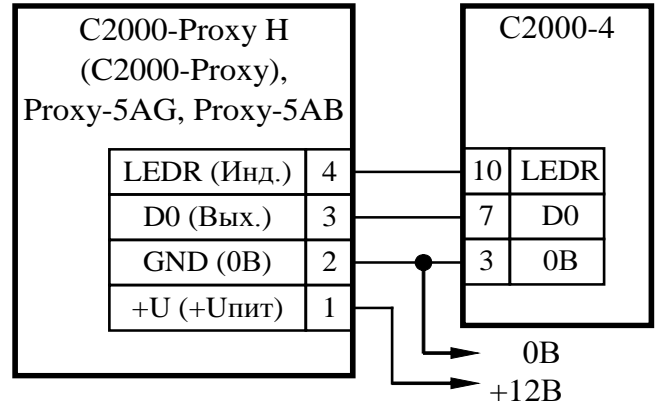 С2000-Proxy H
(С2000-Proxy),
Proxy-5AG, Proxy-5AB
С2000-4
LEDR (Инд.) 4
10 LEDR
D0 (Вых.) 3
7 D0
GND (0В) 2
3 0В
+U (+Uпит) 1
0В
+12В